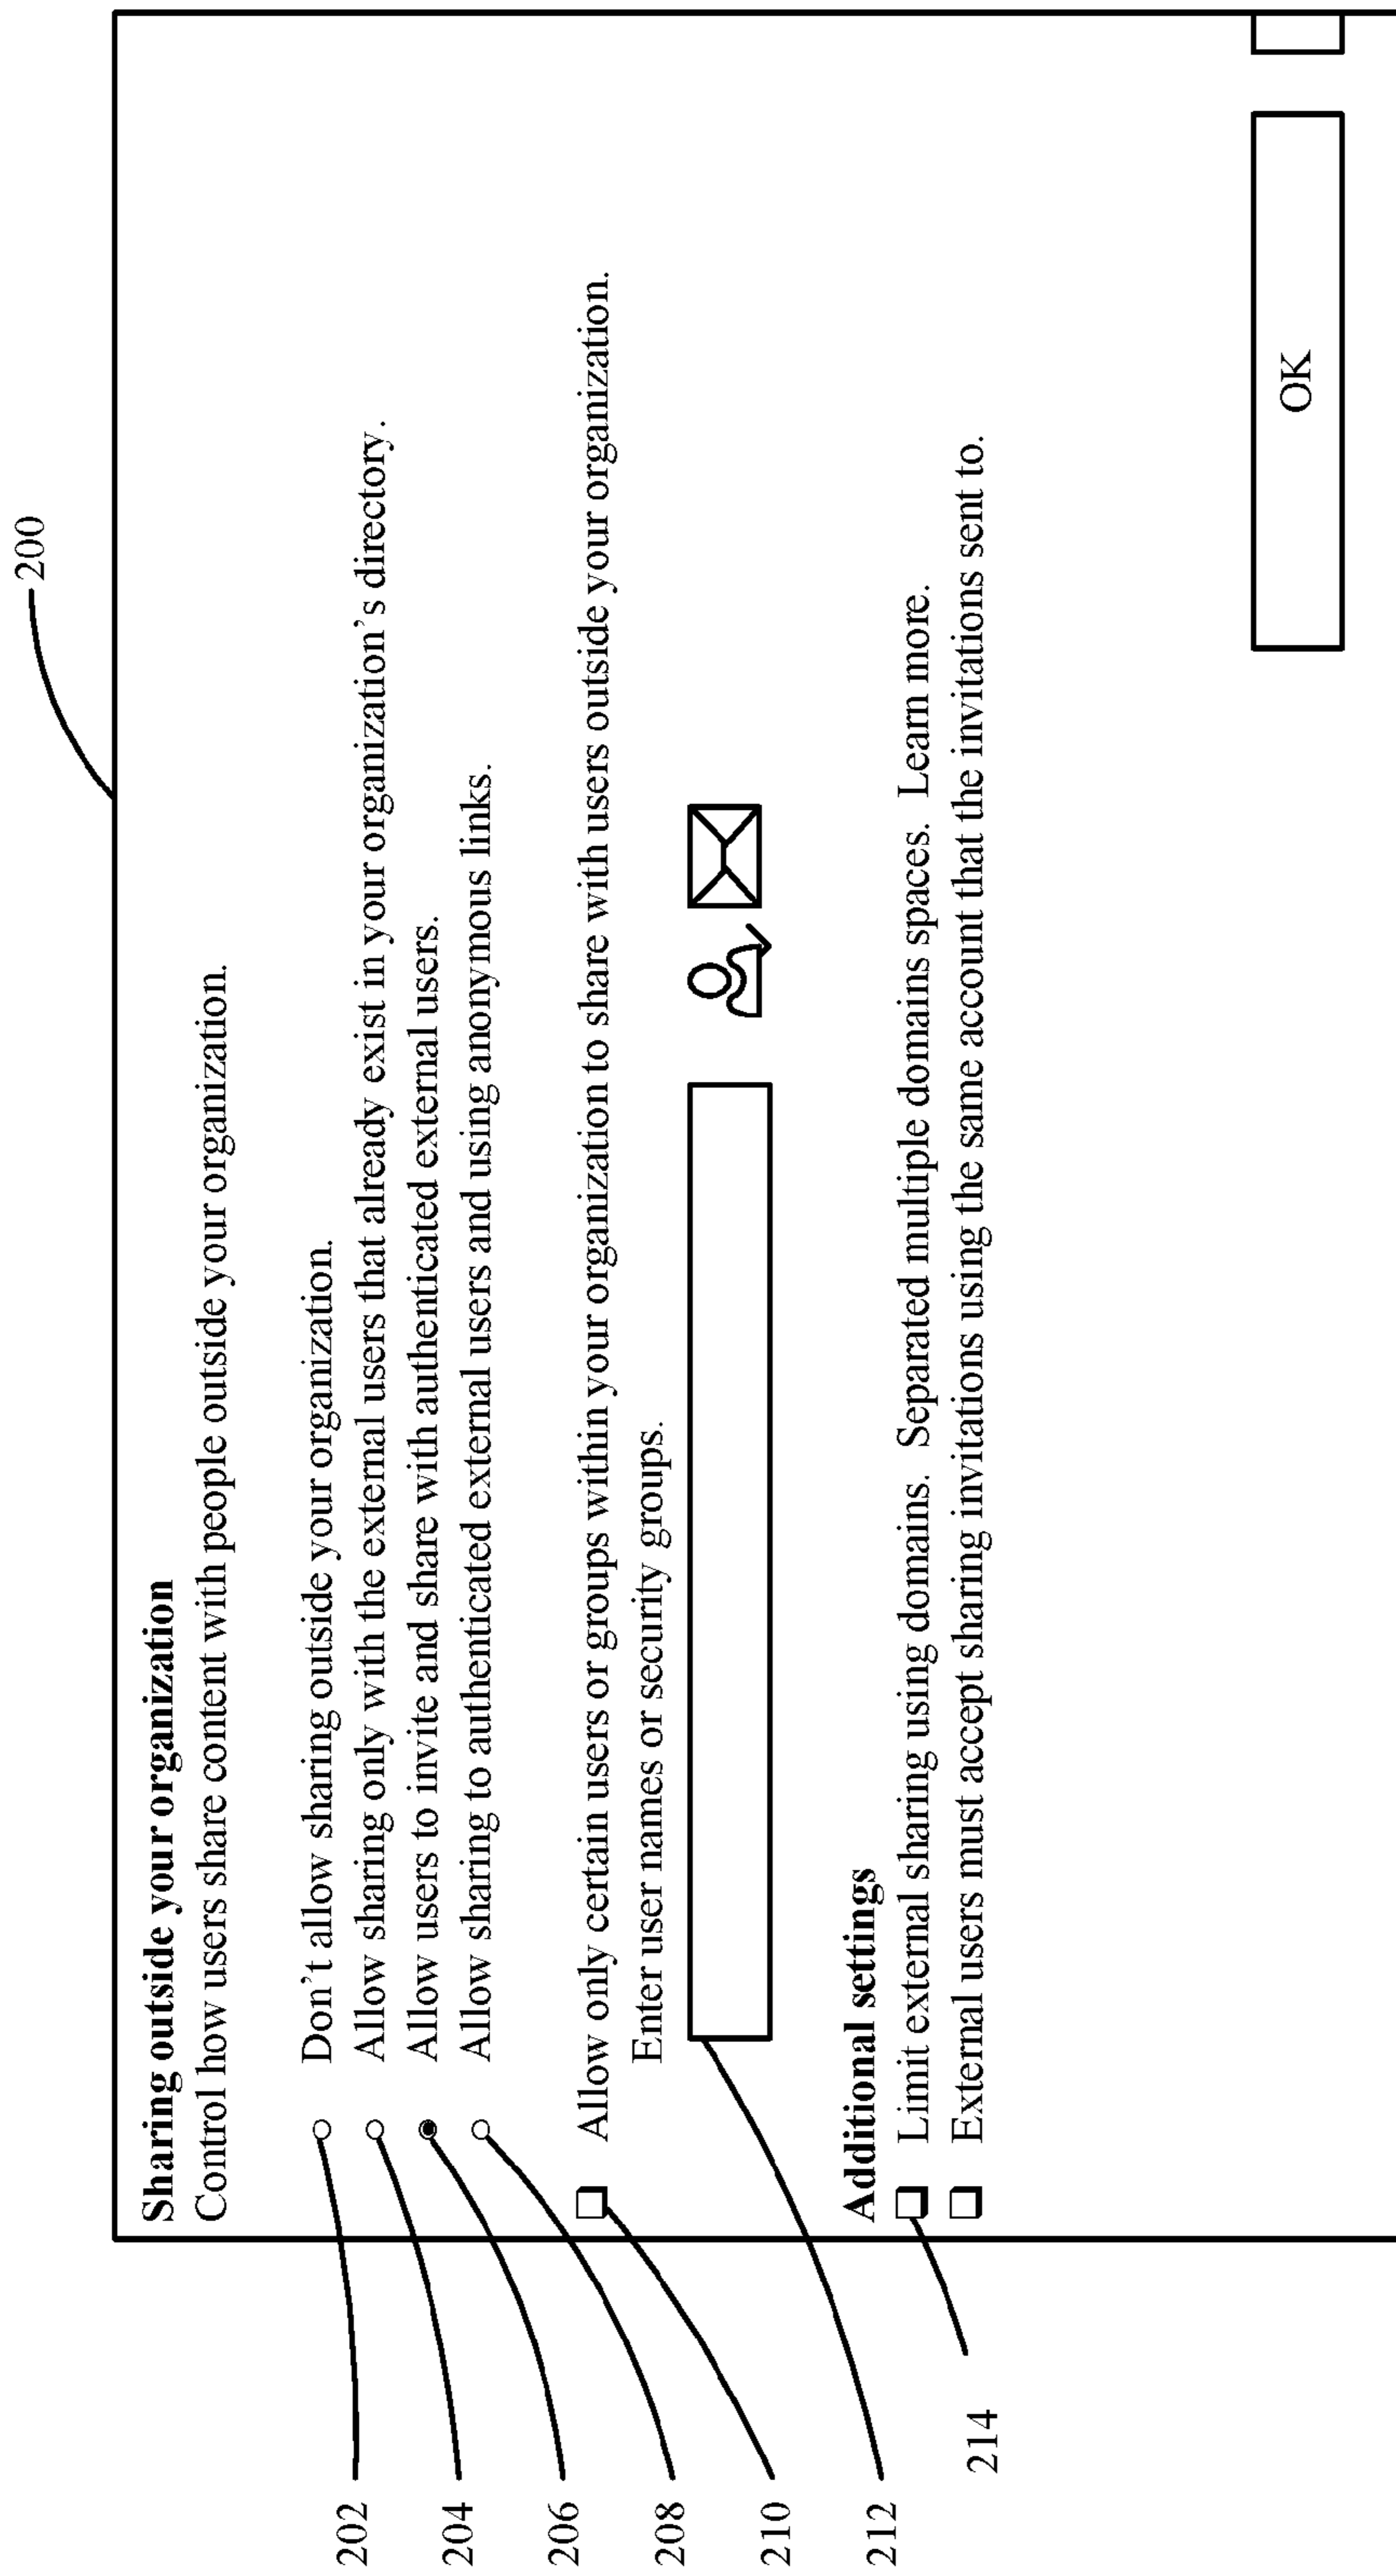 200
Sharing outside your organization
Control how users share content with people outside your organization.
202
Don't allow sharing outside your organization.
204
Allow sharing only with the external users that already exist in your organization's directory.
206
Allow users to invite and share with authenticated external users.
208
Allow sharing to authenticated external users and using anonymous links.
210
Allow only certain users or groups within your organization to share with users outside your organization.
Enter user names or security groups.
212
Additional settings
214
Limit external sharing using domains. Separated multiple domains spaces. Learn more.
External users must accept sharing invitations using the same account that the invitations sent to.
OK